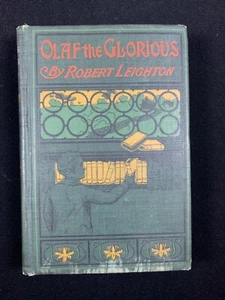 OLAF the GLORIOUS
By ROBERT LEIGHTON